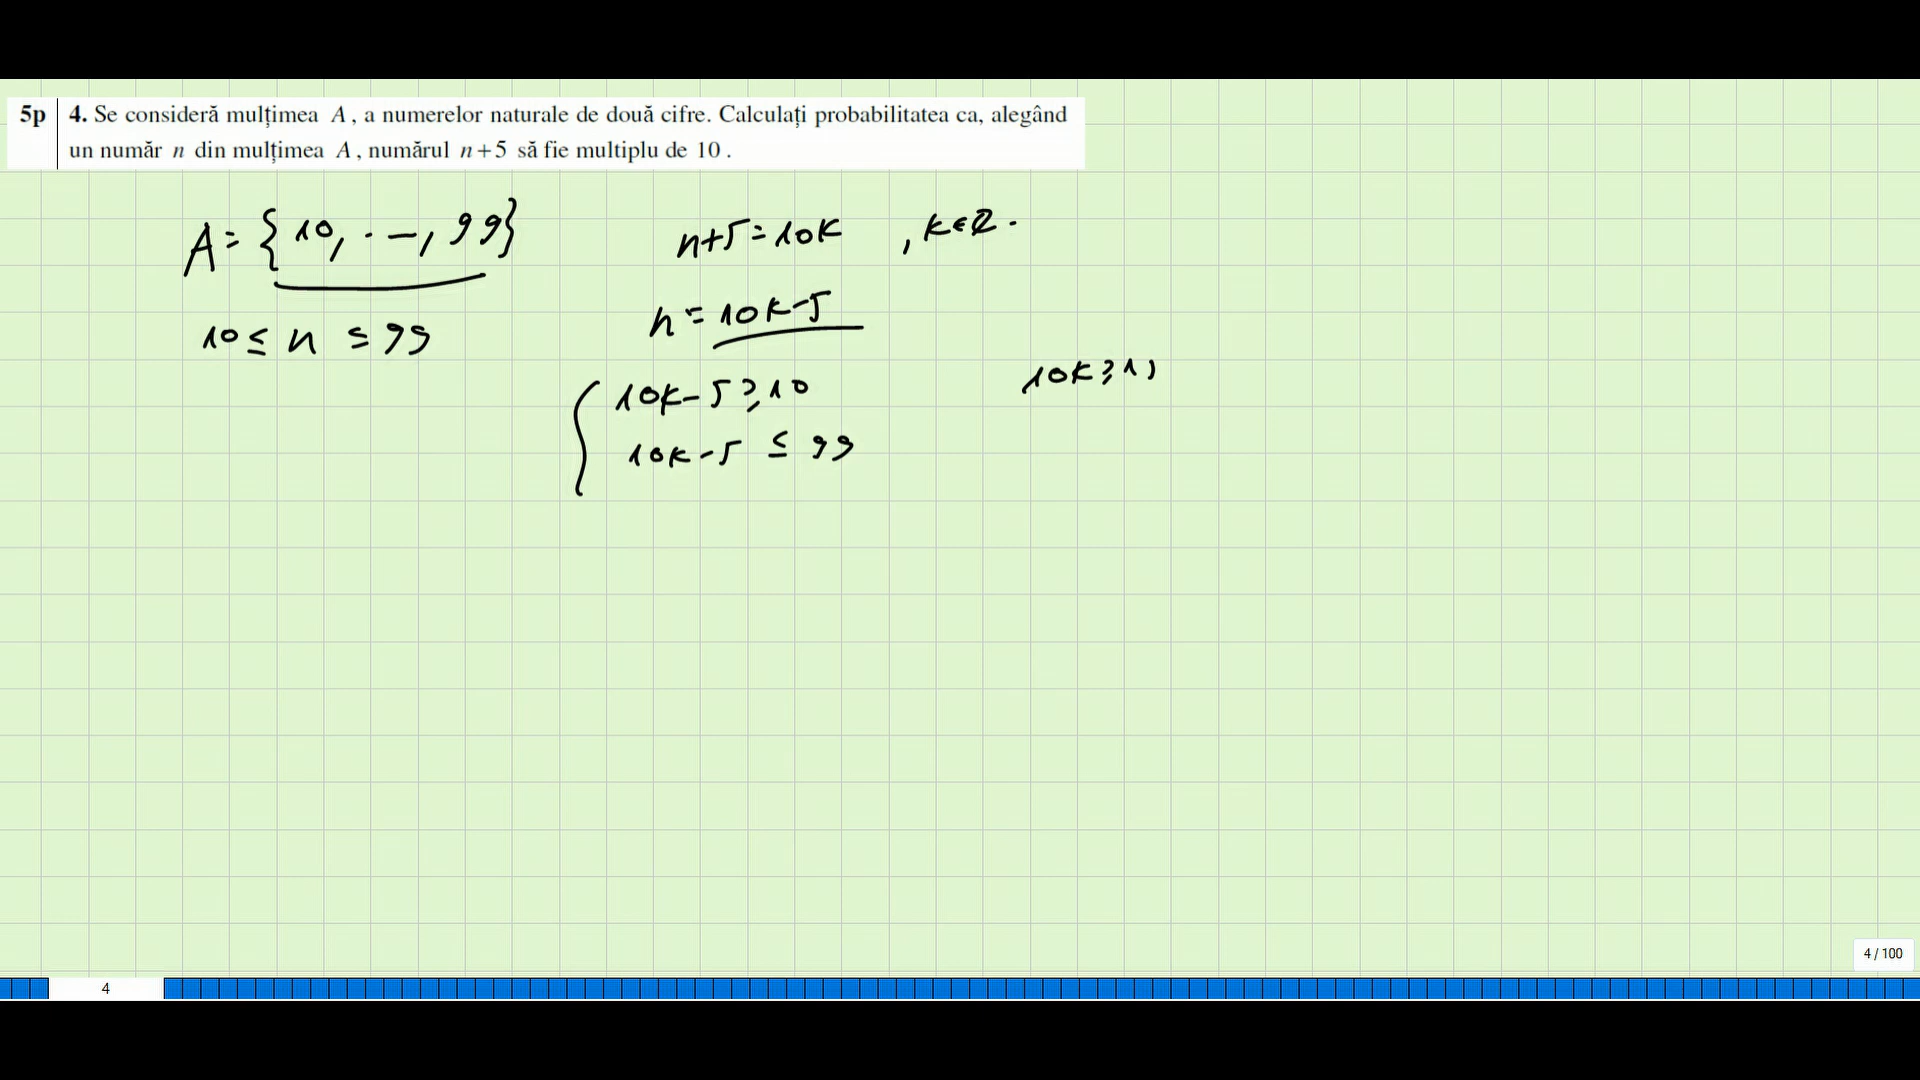 5p 4. Se consideră mulțimea A, a numerelor naturale de două cifre. Calculați probabilitatea ca, alegând
un număr n din mulțimea A, numărul n+5 să fie multiplu de 10.
A = {10, . –, 99}
n+5 = 10k , k∈Z.
10 ≤ n ≤ 99
n = 10k-5
10k-5 ≥ 10
10k ≥ 1
10k-5 ≤ 99
4 / 100
4